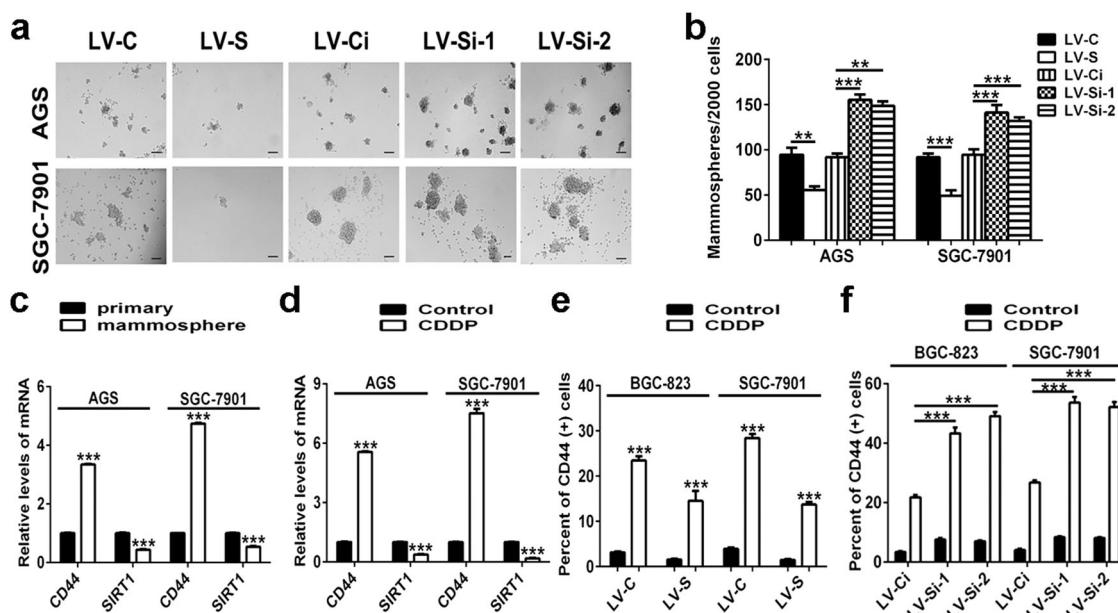 a
LV-C LV-S LV-Ci LV-Si-1 LV-Si-2
AGS
SGC-7901
b
LV-C
LV-S
LV-Ci
LV-Si-1
LV-Si-2
Mammospheres/2000 cells
200
150
100
50
0
** *** ** *** *** ***
AGS SGC-7901
c
primary
mammosphere
Relative levels of mRNA
6
4
2
0
AGS SGC-7901
*** *** *** ***
CD44 SIRT1 CD44 SIRT1
d
Control
CDDP
Relative levels of mRNA
9
6
3
0
AGS SGC-7901
*** *** *** ***
CD44 SIRT1 CD44 SIRT1
e
Control
CDDP
Percent of CD44 (+) cells
40
30
20
10
0
BGC-823 SGC-7901
*** *** *** ***
LV-C LV-S LV-C LV-S
f
Control
CDDP
Percent of CD44 (+) cells
60
40
20
0
BGC-823 SGC-7901
*** *** *** ***
LV-Ci LV-Si-1 LV-Si-2 LV-Ci LV-Si-1 LV-Si-2